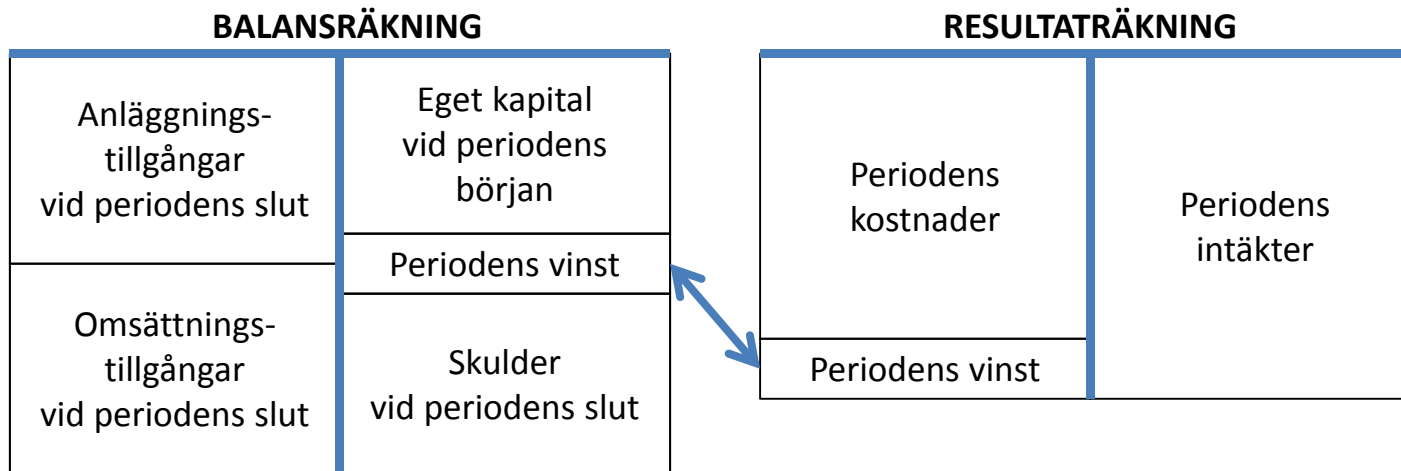 BALANSRÄKNING
Anläggnings-
tillgångar
vid periodens slut
Omsättnings-
tillgångar
vid periodens slut
Eget kapital
vid periodens
början
Periodens vinst
Skulder
vid periodens slut
RESULTATRÄKNING
Periodens
kostnader
Periodens vinst
Periodens
intäkter